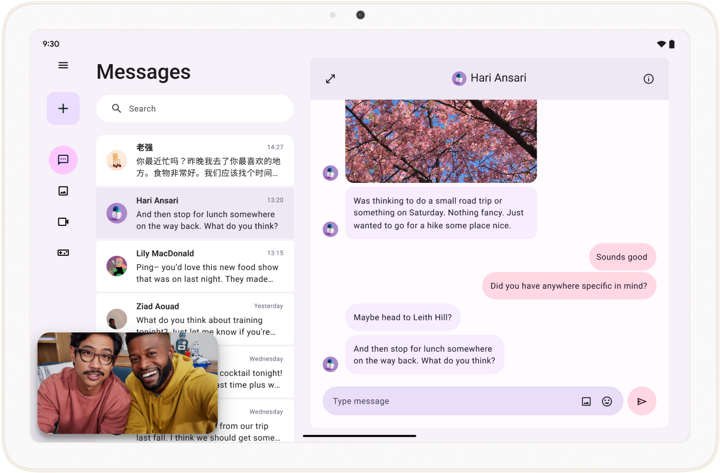 9:30
Messages
Search
老强
14:27
你最近忙吗？昨晚我去了你最喜欢的地
方。食物非常好。我们应该找个时间…
Hari Ansari
13:20
And then stop for lunch somewhere
on the way back. What do you think?
Lily MacDonald
13:15
Ping– you'd love this new food show
that was on last night. They made…
Ziad Aouad
Yesterday
What do you think about training
tonight? Just let me know if you're…
Wednesday
cocktail tonight!
ast time plus w…
Wednesday
from our trip
last fall. I think we should get some…
Hari Ansari
Was thinking to do a small road trip or
something on Saturday. Nothing fancy. Just
wanted to go for a hike some place nice.
Sounds good
Did you have anywhere specific in mind?
Maybe head to Leith Hill?
And then stop for lunch somewhere
on the way back. What do you think?
Type message